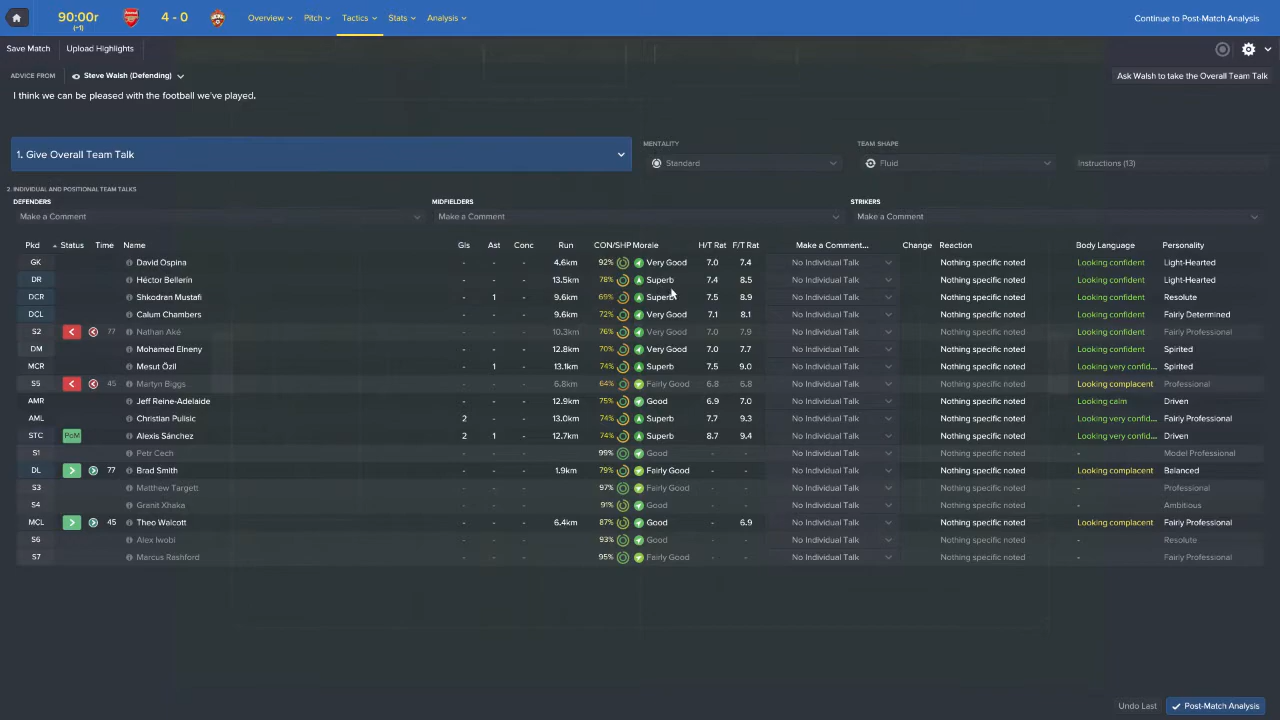 90:00r 4 - 0 Overview Pitch Tactics Stats Analysis Continue to Post-Match Analysis
(-1)
Save Match Upload Highlights
ADVICE FROM Steve Walsh (Defending) Ask Walsh to take the Overall Team Talk
I think we can be pleased with the football we've played.
MENTALITY TEAM SHAPE
1. Give Overall Team Talk Standard Fluid Instructions (13)
2. INDIVIDUAL AND POSITIONAL TEAM TALKS
DEFENDERS MIDFIELDERS STRIKERS
Make a Comment Make a Comment Make a Comment
Pkd Status Time Name Gls Ast Conc Run CON/SHP Morale H/T Rat F/T Rat Make a Comment... Change Reaction Body Language Personality
GK David Ospina - - - 4.6km 92% Very Good 7.0 7.4 No Individual Talk Nothing specific noted Looking confident Light-Hearted
DR Héctor Bellerín - - - 13.5km 78% Superb 7.4 8.5 No Individual Talk Nothing specific noted Looking confident Light-Hearted
DCR Shkodran Mustafi - 1 - 9.6km 69% Superb 7.5 8.9 No Individual Talk Nothing specific noted Looking confident Resolute
DCL Calum Chambers - - - 9.6km 72% Very Good 7.1 8.1 No Individual Talk Nothing specific noted Looking confident Fairly Determined
S2 77 Nathan Aké - - - 10.3km 76% Very Good 7.0 7.9 No Individual Talk Nothing specific noted Looking confident Fairly Professional
DM Mohamed Elneny - - - 12.8km 70% Very Good 7.0 7.7 No Individual Talk Nothing specific noted Looking confident Spirited
MCR Mesut Özil - 1 - 13.1km 74% Superb 7.5 9.0 No Individual Talk Nothing specific noted Looking very confid... Spirited
S5 45 Martyn Biggs - - - 6.8km 64% Fairly Good 6.8 6.8 No Individual Talk Nothing specific noted Looking complacent Professional
AMR Jeff Reine-Adelaide - - - 12.9km 75% Good 6.9 7.0 No Individual Talk Nothing specific noted Looking calm Driven
AML Christian Pulisic 2 - - 13.0km 74% Superb 7.7 9.3 No Individual Talk Nothing specific noted Looking very confid... Fairly Professional
STC PoM Alexis Sánchez 2 1 - 12.7km 74% Superb 8.7 9.4 No Individual Talk Nothing specific noted Looking very confid... Driven
S1 Petr Cech - - - 99% Good - - No Individual Talk Nothing specific noted - Model Professional
DL 77 Brad Smith - - - 1.9km 79% Fairly Good - - No Individual Talk Nothing specific noted Looking complacent Balanced
S3 Matthew Targett - - - 97% Fairly Good - - No Individual Talk Nothing specific noted - Professional
S4 Granit Xhaka - - - 91% Good - - No Individual Talk Nothing specific noted - Ambitious
MCL 45 Theo Walcott - - - 6.4km 87% Good - 6.9 No Individual Talk Nothing specific noted Looking complacent Fairly Professional
S6 Alex Iwobi - - - 93% Good - - No Individual Talk Nothing specific noted - Resolute
S7 Marcus Rashford - - - 95% Fairly Good - - No Individual Talk Nothing specific noted - Fairly Professional
Undo Last Post-Match Analysis